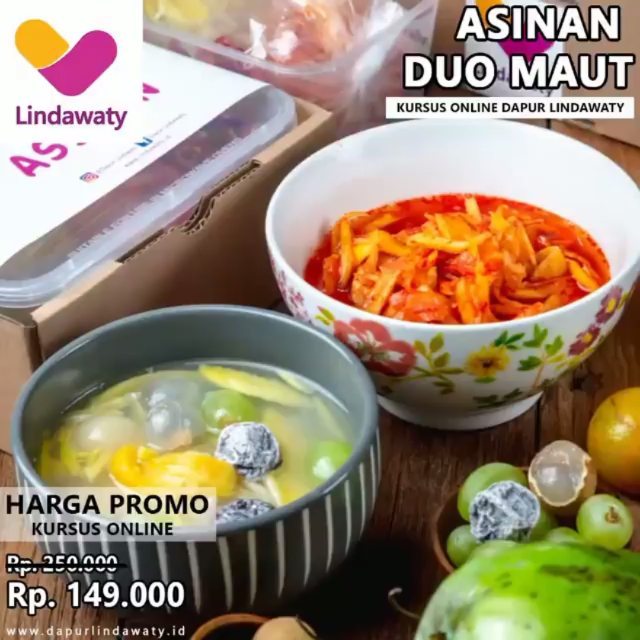 Lindawaty
ASINAN
DUO MAUT
KURSUS ONLINE DAPUR LINDAWATY
HARGA PROMO
KURSUS ONLINE
Rp. 250.000
Rp. 149.000
www.dapurlindawaty.id